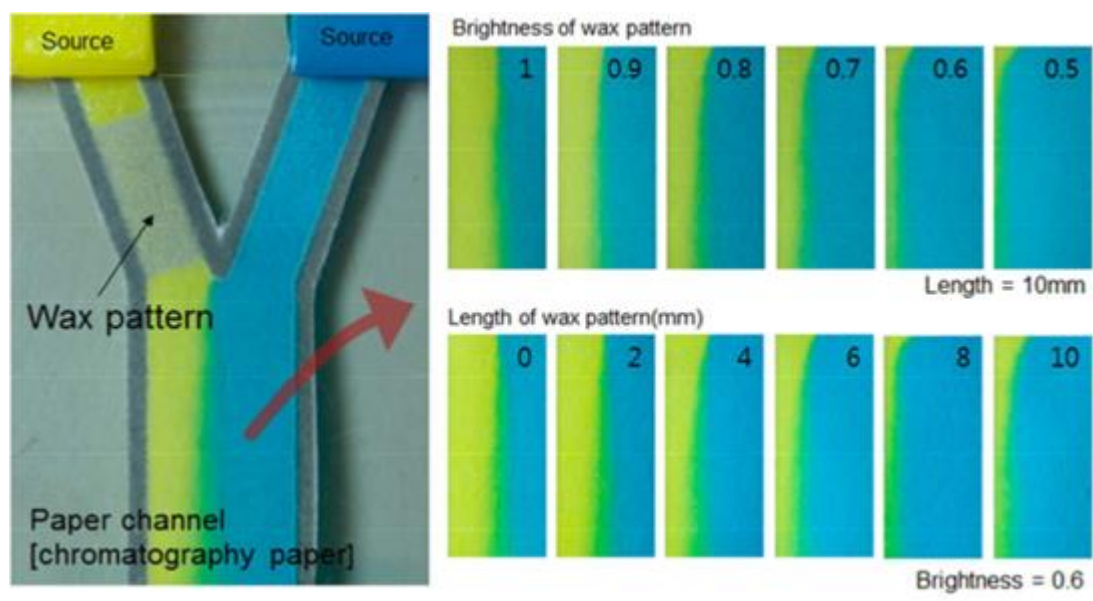 Source
Source
Wax pattern
Paper channel
[chromatography paper]
Brightness of wax pattern
1
0.9
0.8
0.7
0.6
0.5
Length = 10mm
Length of wax pattern(mm)
0
2
4
6
8
10
Brightness = 0.6